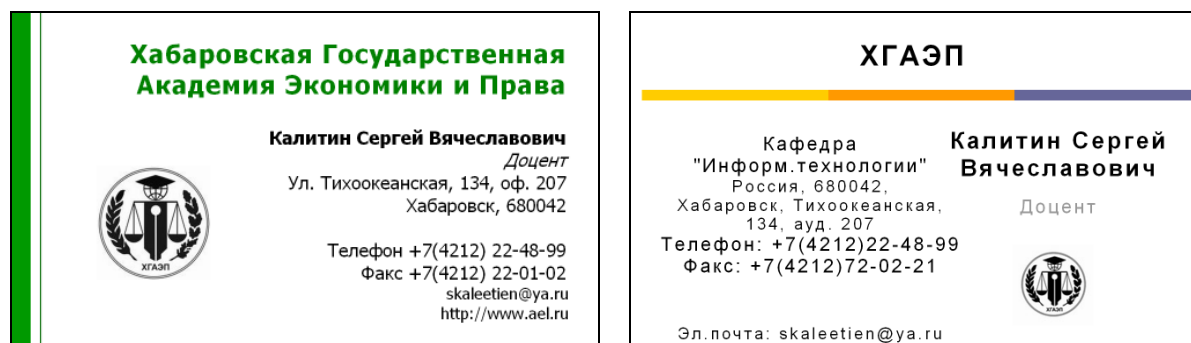 Хабаровская Государственная
Академия Экономики и Права
Калитин Сергей Вячеславович
Доцент
Ул. Тихоокеанская, 134, оф. 207
Хабаровск, 680042
Телефон +7(4212) 22-48-99
Факс +7(4212) 22-01-02
skaleetien@ya.ru
http://www.ael.ru
ХГАЭП
ХГАЭП
Кафедра
"Информ.технологии"
Россия, 680042,
Хабаровск, Тихоокеанская,
134, ауд. 207
Телефон: +7(4212)22-48-99
Факс: +7(4212)72-02-21
Эл.почта: skaleetien@ya.ru
Калитин Сергей
Вячеславович
Доцент
ХГАЭП